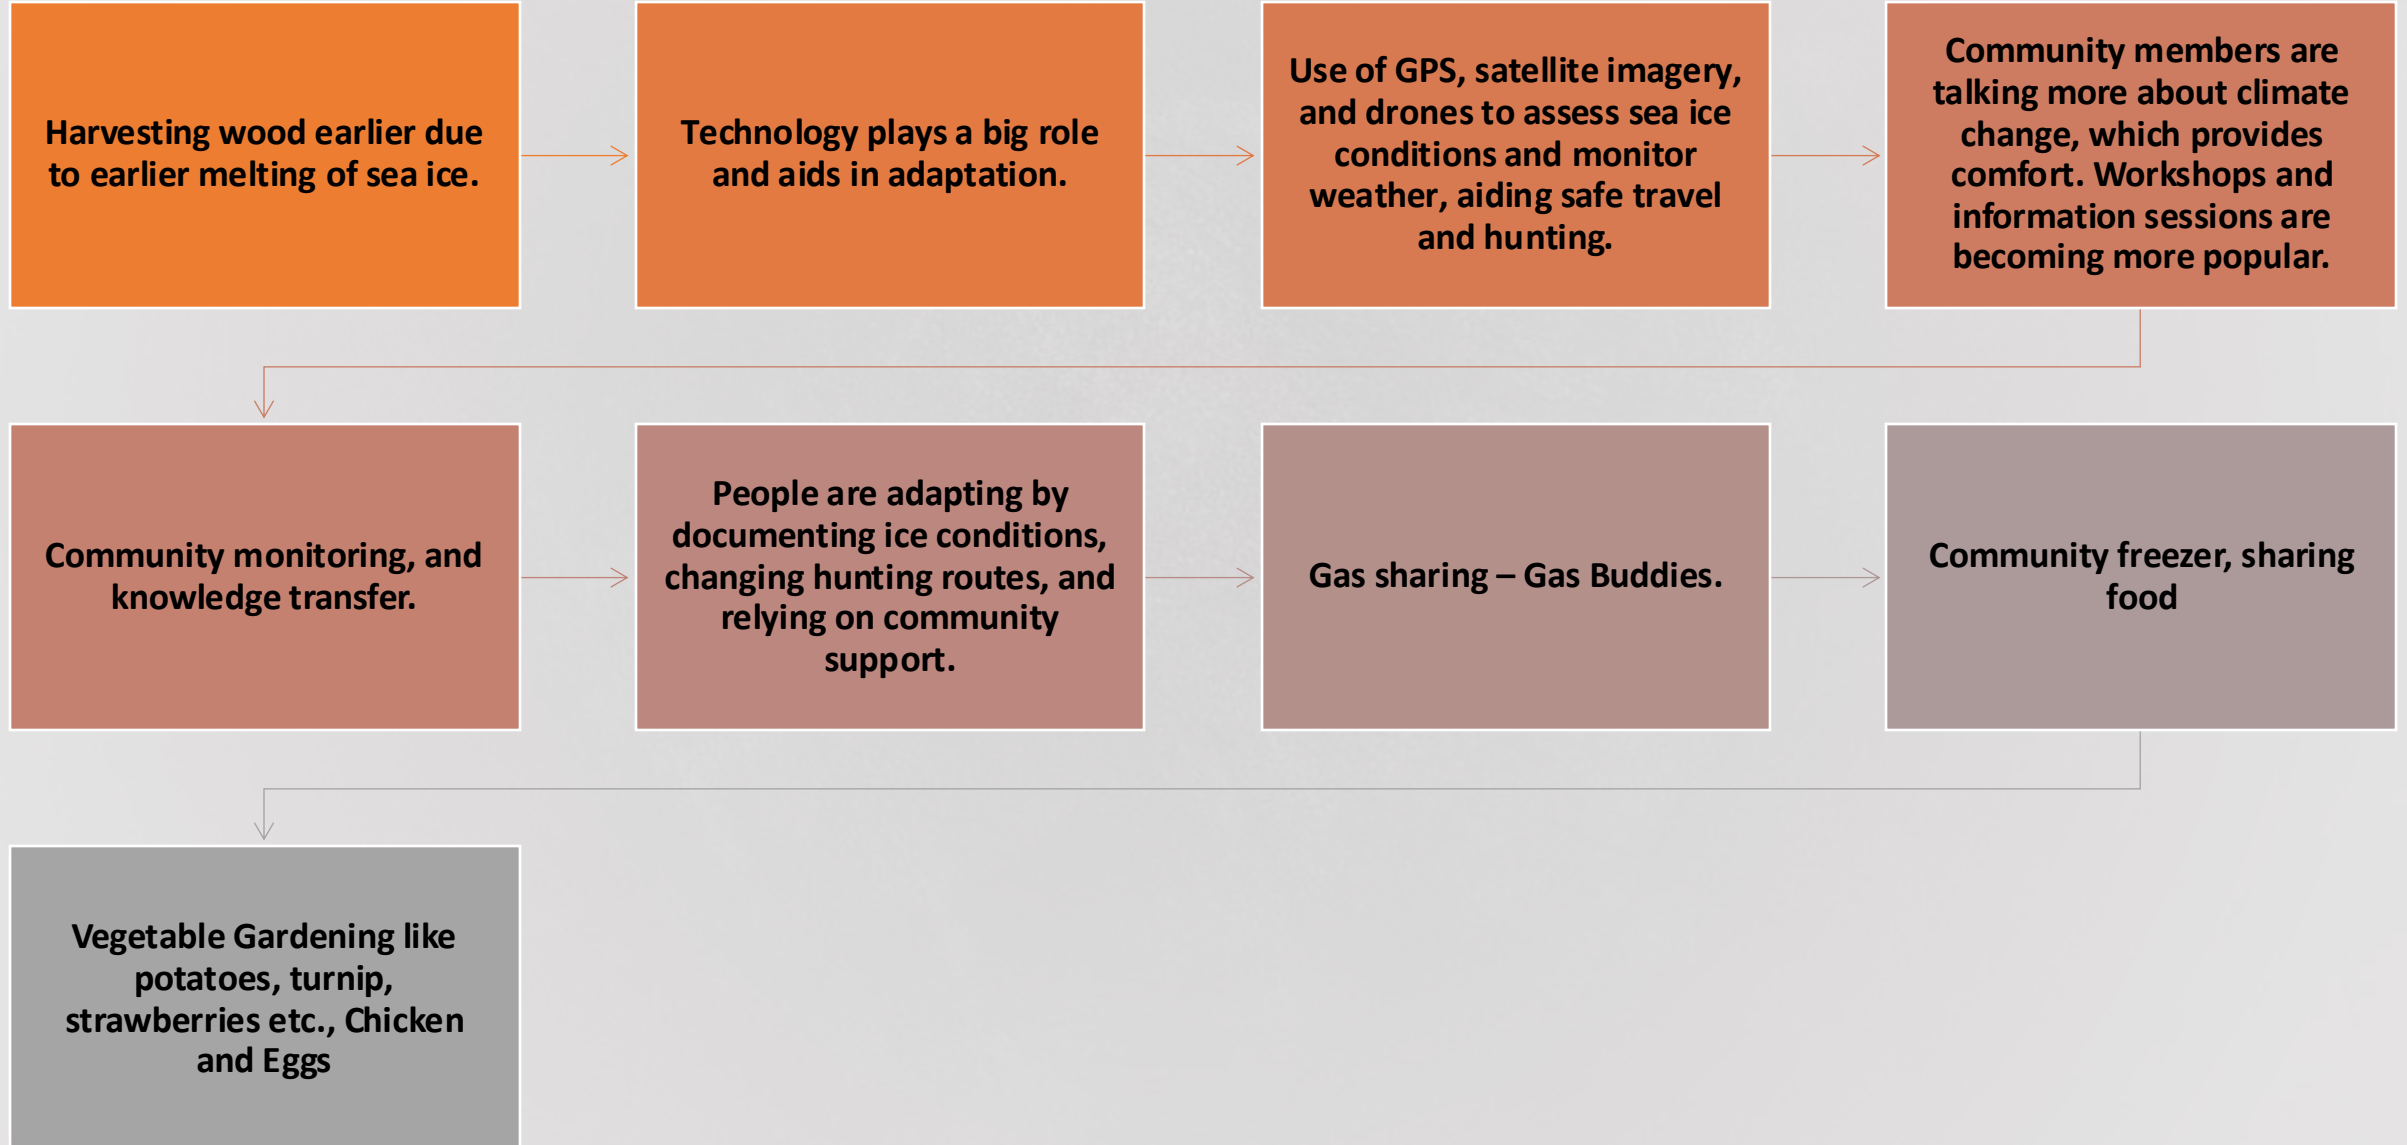 Harvesting wood earlier due
to earlier melting of sea ice.
Technology plays a big role
and aids in adaptation.
Use of GPS, satellite imagery,
and drones to assess sea ice
conditions and monitor
weather, aiding safe travel
and hunting.
Community members are
talking more about climate
change, which provides
comfort. Workshops and
information sessions are
becoming more popular.
Community monitoring, and
knowledge transfer.
People are adapting by
documenting ice conditions,
changing hunting routes, and
relying on community
support.
Gas sharing – Gas Buddies.
Community freezer, sharing
food
Vegetable Gardening like
potatoes, turnip,
strawberries etc., Chicken
and Eggs